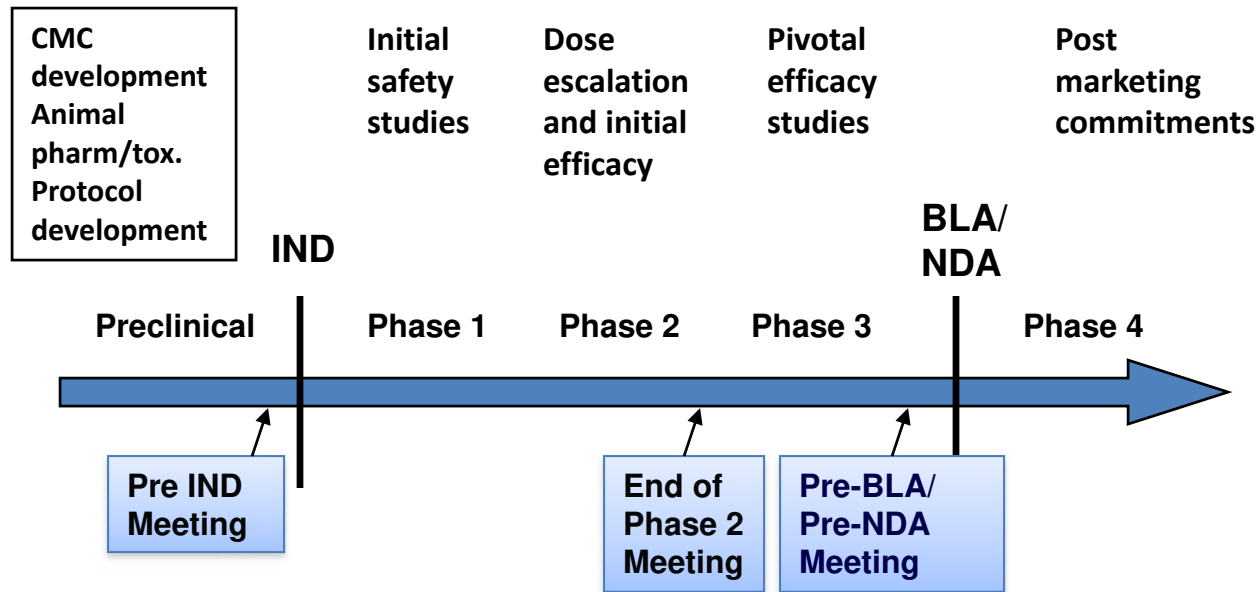 CMC
development
Animal
pharm/tox.
Protocol
development
Initial
safety
studies
Dose
escalation
and initial
efficacy
Pivotal
efficacy
studies
Post
marketing
commitments
IND
BLA/
NDA
Preclinical
Phase 1
Phase 2
Phase 3
Phase 4
Pre IND
Meeting
End of
Phase 2
Meeting
Pre-BLA/
Pre-NDA
Meeting